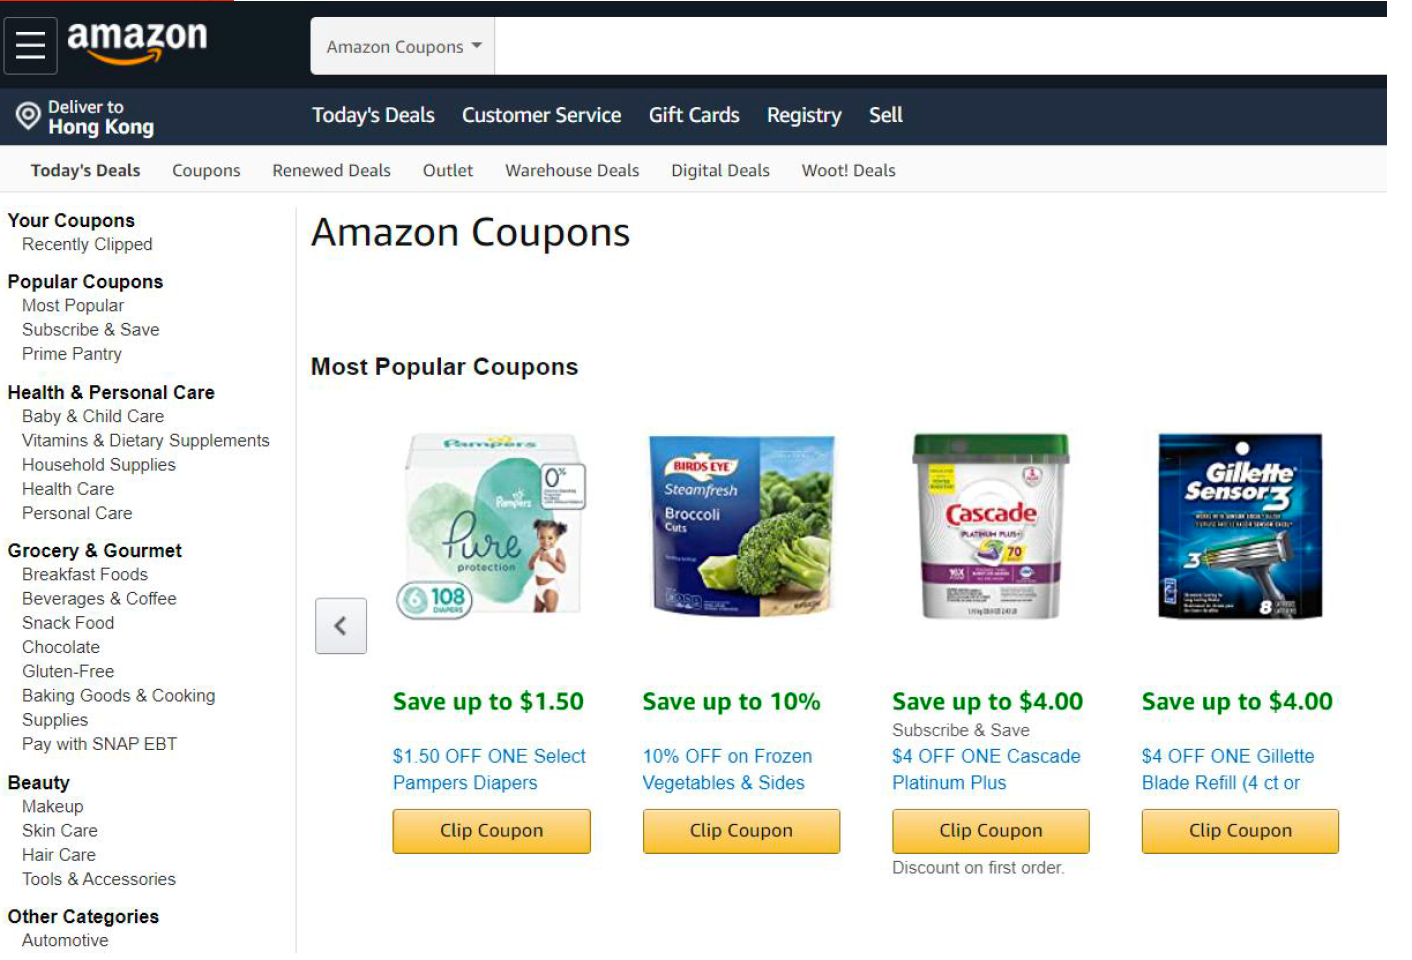 amazon
Amazon Coupons
Deliver to
Hong Kong
Today's Deals Customer Service Gift Cards Registry Sell
Today's Deals Coupons Renewed Deals Outlet Warehouse Deals Digital Deals Woot! Deals
Your Coupons
Recently Clipped
Popular Coupons
Most Popular
Subscribe & Save
Prime Pantry
Health & Personal Care
Baby & Child Care
Vitamins & Dietary Supplements
Household Supplies
Health Care
Personal Care
Grocery & Gourmet
Breakfast Foods
Beverages & Coffee
Snack Food
Chocolate
Gluten-Free
Baking Goods & Cooking
Supplies
Pay with SNAP EBT
Beauty
Makeup
Skin Care
Hair Care
Tools & Accessories
Other Categories
Automotive
Amazon Coupons
Most Popular Coupons
Pampers
0%
Pampers
Pure
protection
6 108
DIAPERS
Save up to $1.50
$1.50 OFF ONE Select
Pampers Diapers
Clip Coupon
BIRDS EYE
Steamfresh
Broccoli
Cuts
Save up to 10%
10% OFF on Frozen
Vegetables & Sides
Clip Coupon
Cascade
PLATINUM PLUS+
70
Save up to $4.00
Subscribe & Save
$4 OFF ONE Cascade
Platinum Plus
Clip Coupon
Discount on first order.
Gillette
Sensor3
3
8
Save up to $4.00
$4 OFF ONE Gillette
Blade Refill (4 ct or
Clip Coupon